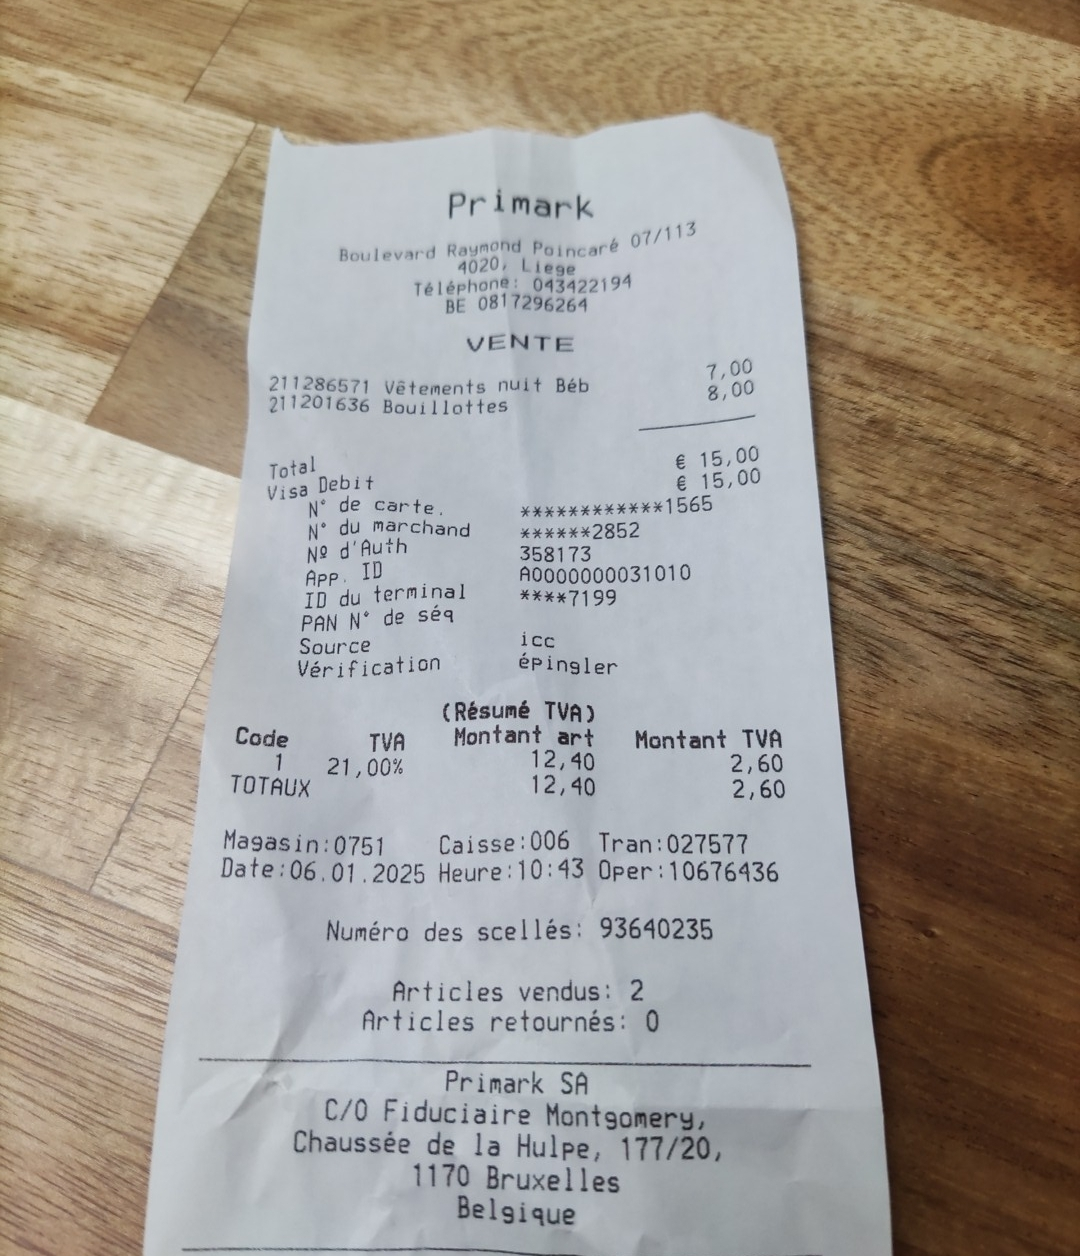 Primark
Boulevard Raymond Poincaré 07/113
4020, Liege
Téléphone: 043422194
BE 0817296264
VENTE
211286571 Vêtements nuit Béb 7,00
211201636 Bouillottes 8,00
Total € 15,00
Visa Debit € 15,00
N° de carte. ************1565
N° du marchand ******2852
Nº d'Auth 358173
App. ID A0000000031010
ID du terminal ****7199
PAN N° de séq
Source icc
Vérification épingler
(Résumé TVA)
Code TVA Montant art Montant TVA
1 21,00% 12,40 2,60
TOTAUX 12,40 2,60
Magasin:0751 Caisse:006 Tran:027577
Date:06.01.2025 Heure:10:43 Oper:10676436
Numéro des scellés: 93640235
Articles vendus: 2
Articles retournés: 0
Primark SA
C/O Fiduciaire Montgomery,
Chaussée de la Hulpe, 177/20,
1170 Bruxelles
Belgique